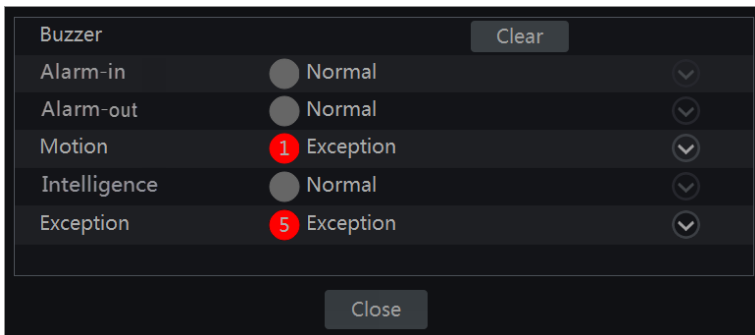 Buzzer Clear
Alarm-in Normal
Alarm-out Normal
Motion 1 Exception
Intelligence Normal
Exception 5 Exception
Close